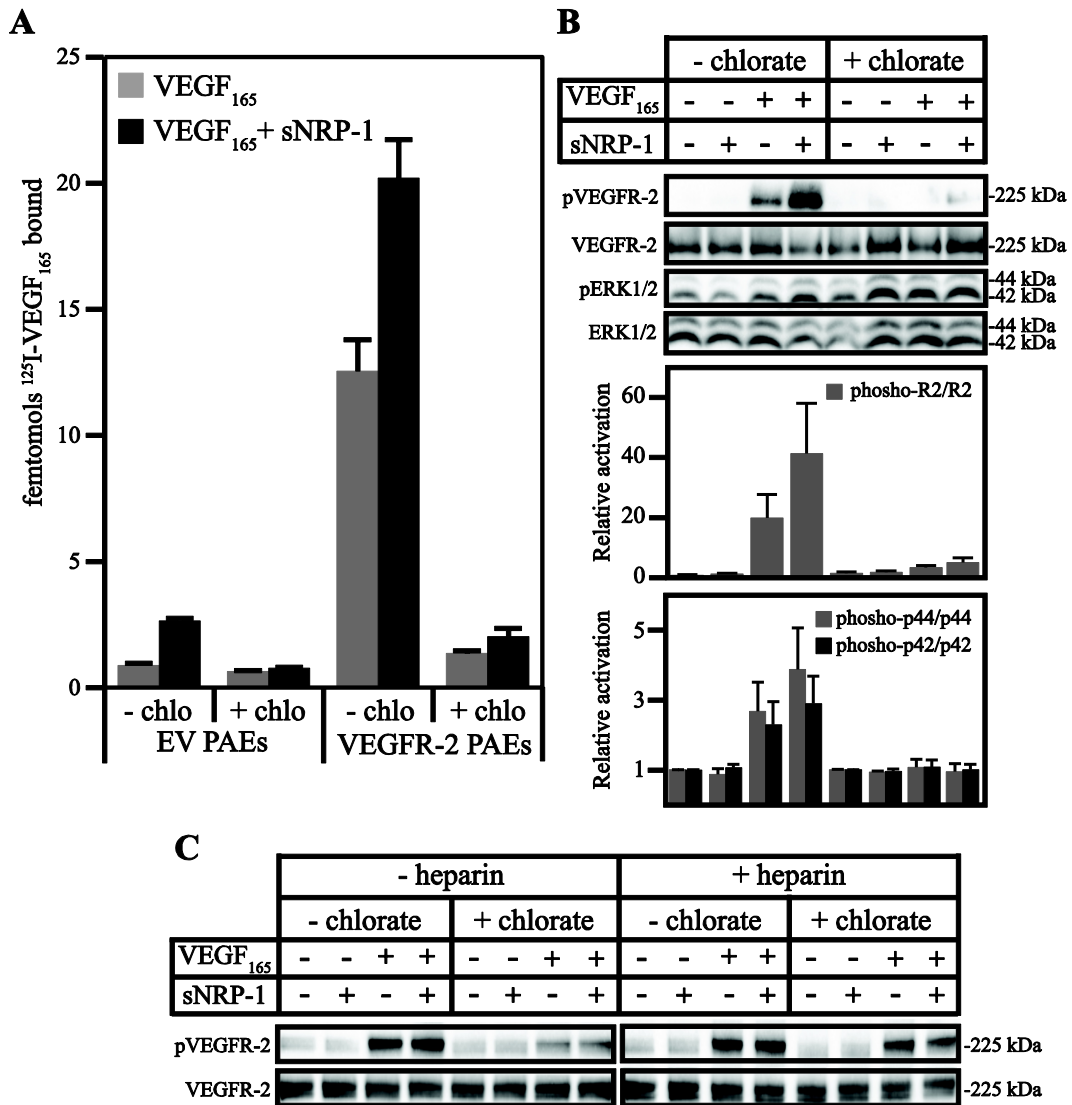 A
25
20
15
10
5
0
femtomols ¹²⁵I-VEGF₁₆₅ bound
VEGF₁₆₅
VEGF₁₆₅+ sNRP-1
- chlo + chlo - chlo + chlo
EV PAEs VEGFR-2 PAEs
B
- chlorate + chlorate
VEGF₁₆₅ - - + + - - + +
sNRP-1 - + - + - + - +
pVEGFR-2 -225 kDa
VEGFR-2 -225 kDa
pERK1/2 -44 kDa
-42 kDa
ERK1/2 -44 kDa
-42 kDa
Relative activation
60
40
20
0
phosho-R2/R2
Relative activation
5
3
1
phosho-p44/p44
phosho-p42/p42
C
- heparin + heparin
- chlorate + chlorate - chlorate + chlorate
VEGF₁₆₅ - - + + - - + + - - + + - - + +
sNRP-1 - + - + - + - + - + - + - + - +
pVEGFR-2 -225 kDa
VEGFR-2 -225 kDa